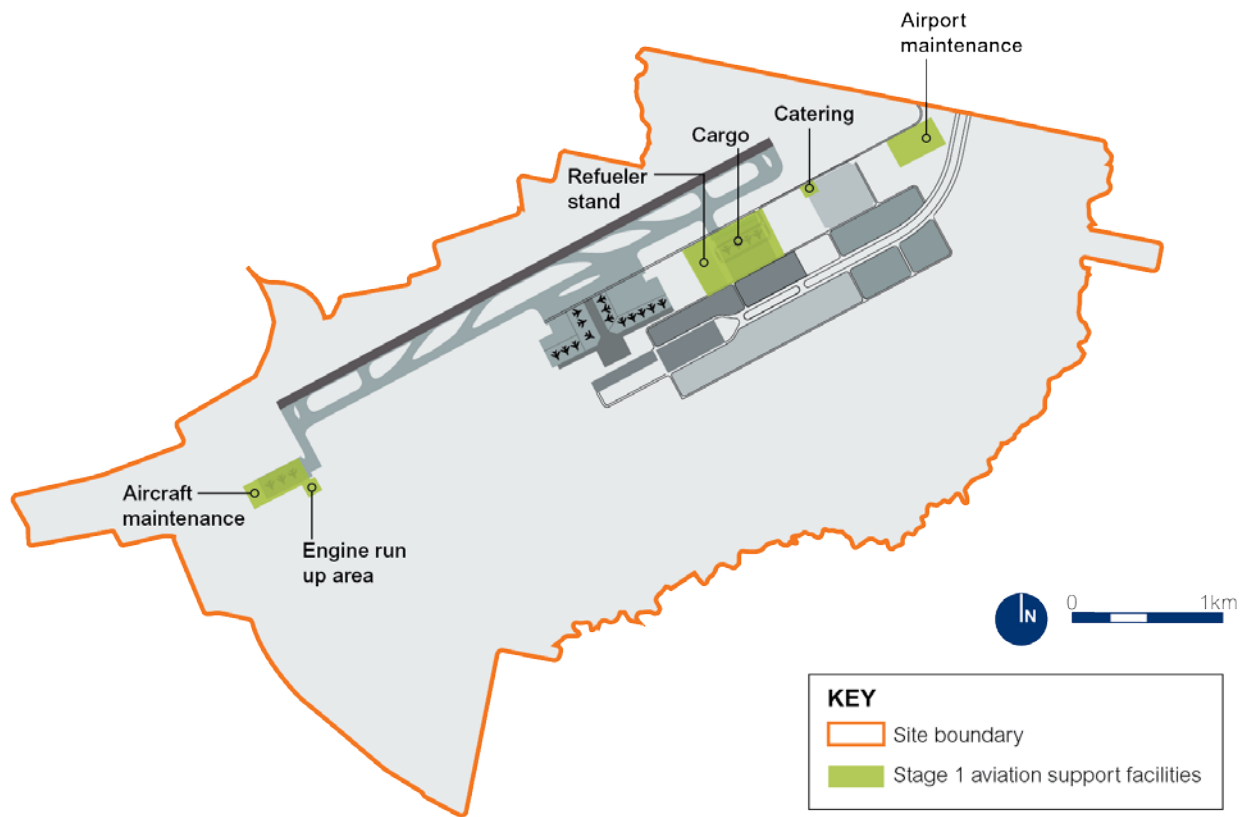 Airport
maintenance
Catering
Cargo
Refueler
stand
Aircraft
maintenance
Engine run
up area
N
0 1km
KEY
Site boundary
Stage 1 aviation support facilities